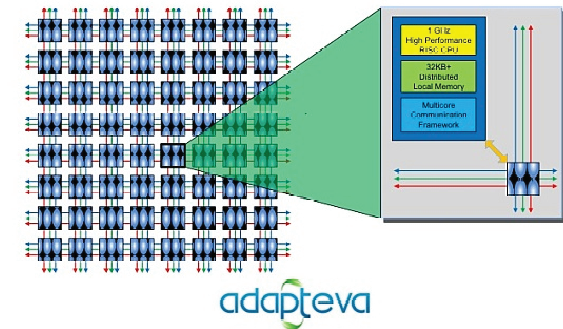 1 GHz
High Performance
RISC CPU
32KB+
Distributed
Local Memory
Multicore
Communication
Framework
adapteva